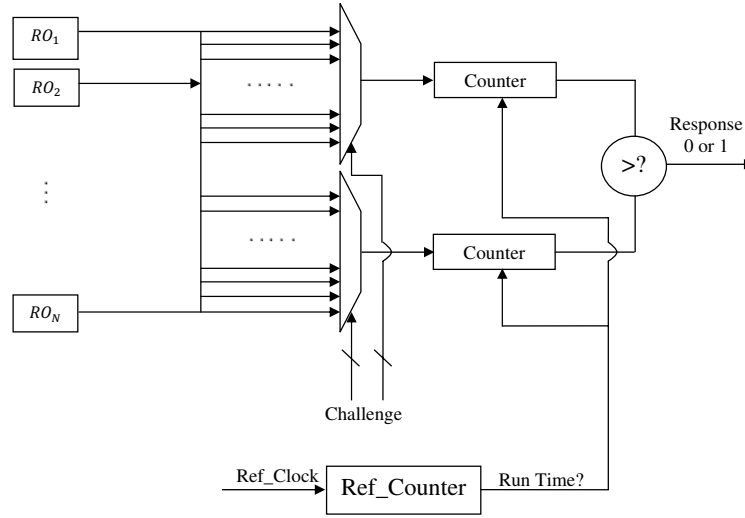 RO₁
RO₂
RO_N
Counter
Counter
>?
Response
0 or 1
Challenge
Ref_Clock
Ref_Counter
Run Time?